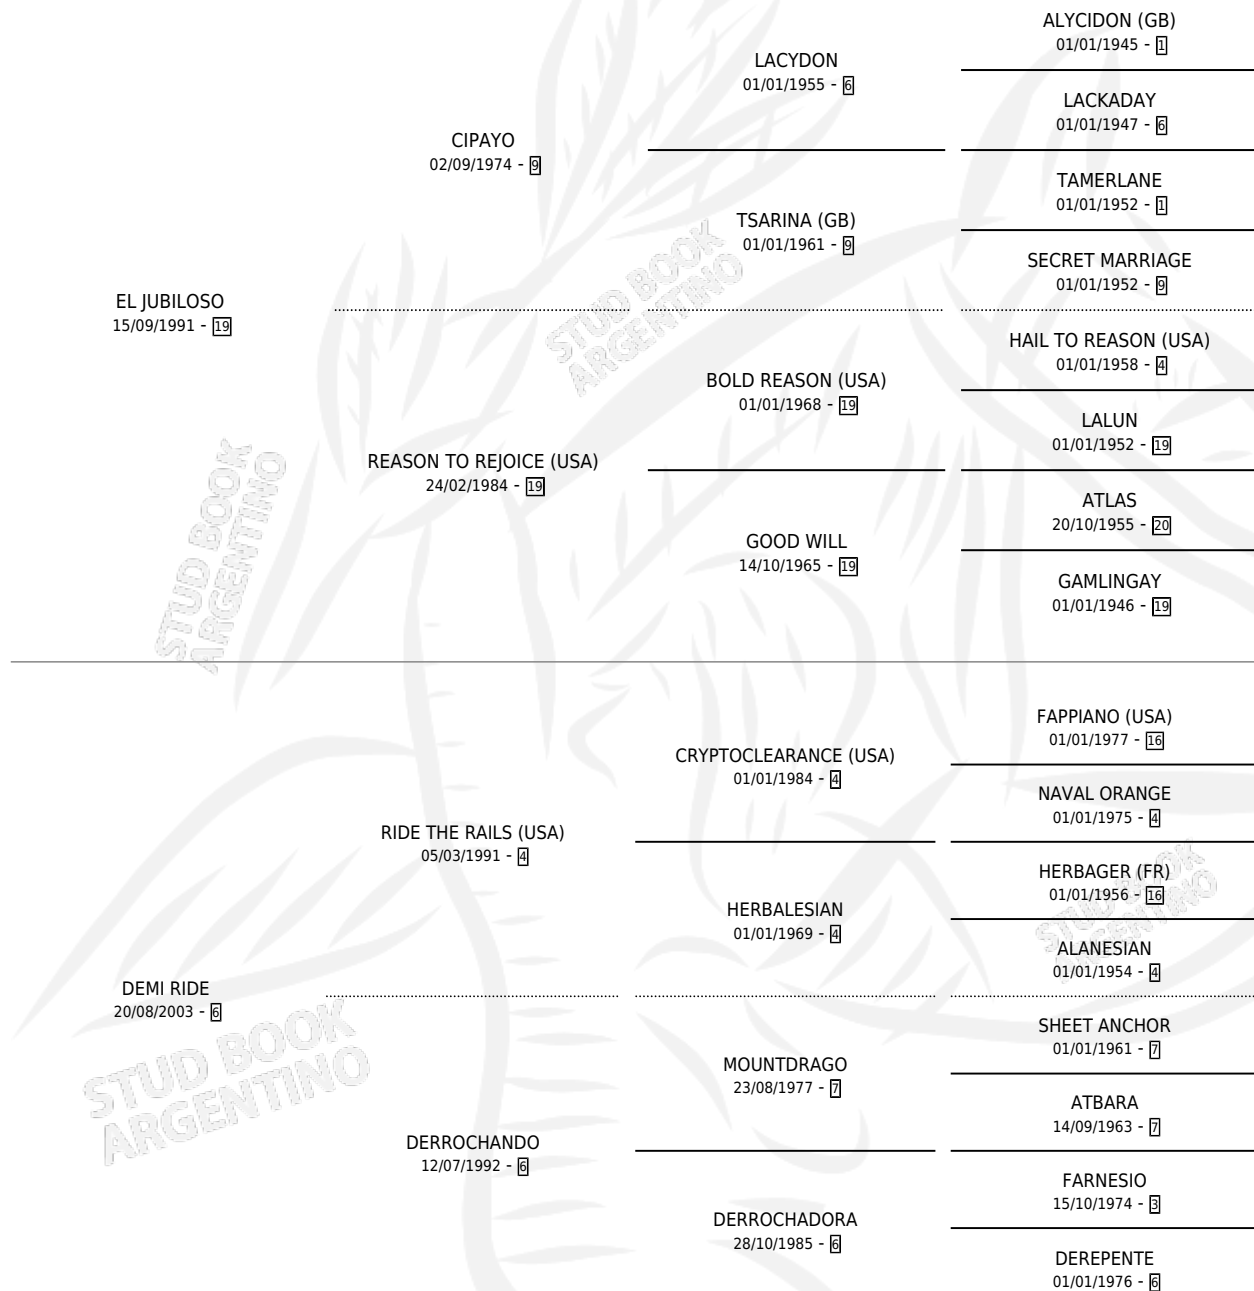 ALYCIDON (GB)
01/01/1945 - 1
LACYDON
01/01/1955 - 6
LACKADAY
01/01/1947 - 6
CIPAYO
02/09/1974 - 9
TAMERLANE
01/01/1952 - 1
TSARINA (GB)
01/01/1961 - 9
SECRET MARRIAGE
01/01/1952 - 9
EL JUBILOSO
15/09/1991 - 19
STUD BOOK
ARGENTINO
HAIL TO REASON (USA)
01/01/1958 - 4
BOLD REASON (USA)
01/01/1968 - 19
LALUN
01/01/1952 - 19
REASON TO REJOICE (USA)
24/02/1984 - 19
ATLAS
20/10/1955 - 20
GOOD WILL
14/10/1965 - 19
GAMLINGAY
01/01/1946 - 19
STUD BOOK
ARGENTINO
FAPPIANO (USA)
01/01/1977 - 16
CRYPTOCLEARANCE (USA)
01/01/1984 - 4
NAVAL ORANGE
01/01/1975 - 4
RIDE THE RAILS (USA)
05/03/1991 - 4
HERBAGER (FR)
01/01/1956 - 16
HERBALESIAN
01/01/1969 - 4
STUD BOOK
ARGENTINO
ALANESIAN
01/01/1954 - 4
DEMI RIDE
20/08/2003 - 6
STUD BOOK
ARGENTINO
SHEET ANCHOR
01/01/1961 - 7
MOUNTDRAGO
23/08/1977 - 7
ATBARA
14/09/1963 - 7
DERROCHANDO
12/07/1992 - 6
FARNESIO
15/10/1974 - 3
DERROCHADORA
28/10/1985 - 6
DEREPENTE
01/01/1976 - 6